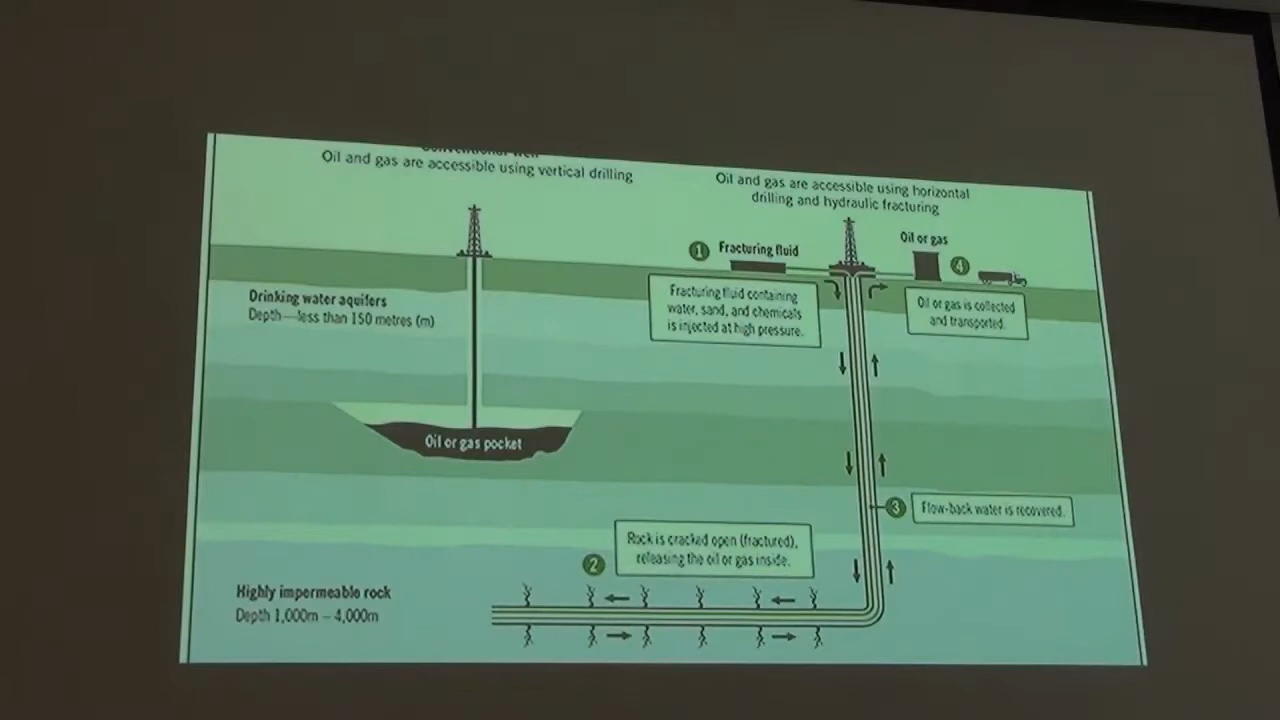 Conventional well
Oil and gas are accessible using vertical drilling
Oil and gas are accessible using horizontal
drilling and hydraulic fracturing
1 Fracturing fluid
Oil or gas
4
Fracturing fluid containing
water, sand, and chemicals
is injected at high pressure.
Oil or gas is collected
and transported.
Drinking water aquifers
Depth—less than 150 metres (m)
Oil or gas pocket
3 Flow-back water is recovered.
2
Rock is cracked open (fractured),
releasing the oil or gas inside.
Highly impermeable rock
Depth 1,000m – 4,000m